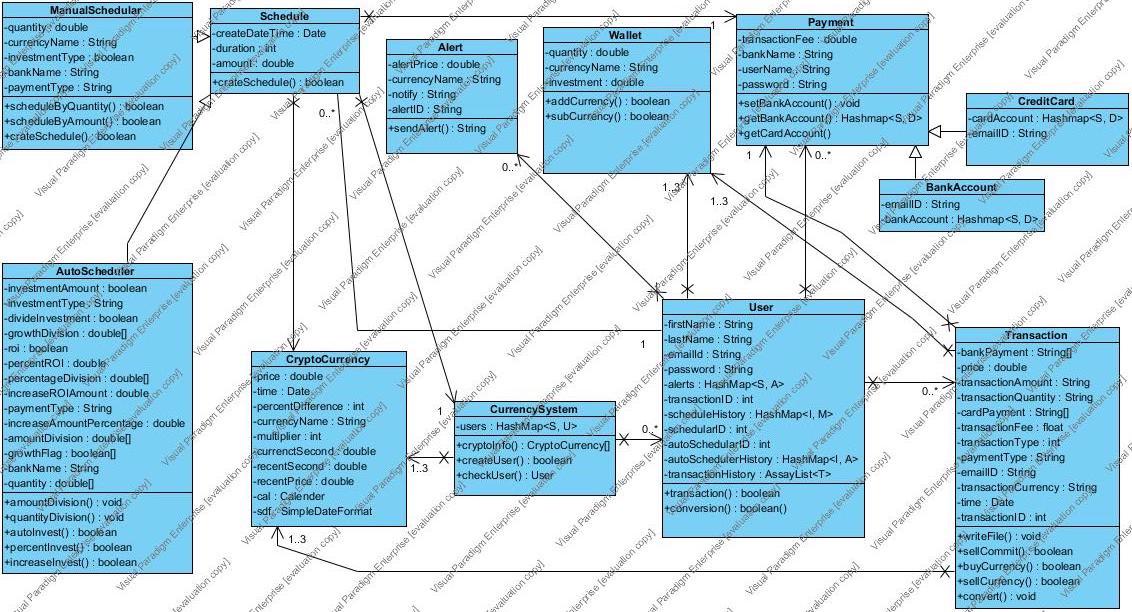 ManualSchedular
-quantity : double
-currencyName : String
-investmentType : boolean
-bankName : String
-paymentType : String
+scheduleByQuantity() : boolean
+scheduleByAmount() : boolean
+crateSchedule() : boolean
Schedule
-createDateTime : Date
-duration : int
-amount : double
+crateSchedule() : boolean
0..*
Alert
-alertPrice : double
-currencyName : String
-notify : String
-alertID : String
+sendAlert() : String
0..*
Wallet
-quantity : double
-currencyName : String
-investment : double
+addCurrency() : boolean
+subCurrency() : boolean
1..3
1..3
1
Payment
-transactionFee : double
-bankName : String
-userName : String
-password : String
+setBankAccount() : void
+getBankAccount() : Hashmap<S, D>
+getCardAccount()
1
0..*
CreditCard
-cardAccount : Hashmap<S, D>
-emailID : String
BankAccount
-emailID : String
-bankAccount : Hashmap<S, D>
AutoScheduler
-investmentAmount : boolean
-investmentType : String
-divideInvestment : boolean
-growthDivision : double[]
-roi : boolean
-percentROI : double
-percentageDivision : double[]
-increaseROIAmount : double
-paymentType : String
-increaseAmountPercentage : double
-amountDivision : double[]
-growthFlag : boolean[]
-bankName : String
-quantity : double[]
+amountDivision() : void
+quantityDivision() : void
+autoInvest() : boolean
+percentInvest() : boolean
+increaseInvest() : boolean
CryptoCurrency
-price : double
-time : Date
-percentDifference : int
-currencyName : String
-multiplier : int
-currenctSecond : double
-recentSecond : double
-recentPrice : double
-cal : Calender
-sdf : SimpleDateFormat
1..3
1..3
1
CurrencySystem
-users : HashMap<S, U>
+cryptoInfo() : CryptoCurrency[]
+createUser() : boolean
+checkUser() : User
0..*
1
User
-firstName : String
-lastName : String
-emailId : String
-password : String
-alerts : HashMap<S, A>
-transactionID : int
-scheduleHistory : HashMap<I, M>
-schedularID : int
-autoSchedularID : int
-autoSchedulerHistory : HashMap<I, A>
-transactionHistory : AssayList<T>
+transaction() : boolean
+conversion() : boolean()
0..*
Transaction
-bankPayment : String[]
-price : double
-transactionAmount : String
-transactionQuantity : String
-cardPayment : String[]
-transactionFee : float
-transactionType : int
-paymentType : String
-emailID : String
-transactionCurrency : String
-time : Date
-transactionID : int
+writeFile() : void
+sellCommit() : boolean
+buyCurrency() : boolean
+sellCurrency() : boolean
+convert() : void
Visual Paradigm Enterprise [evaluation copy]